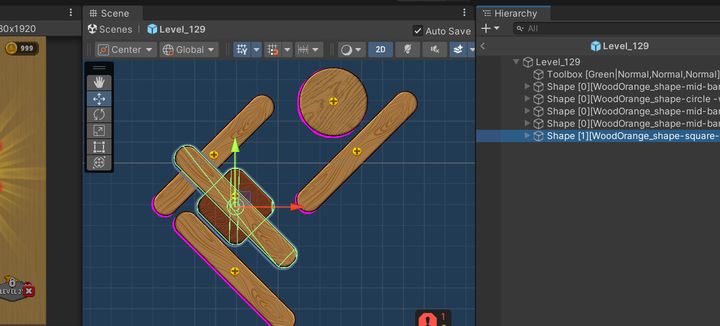 80x1920
999
LEVEL 2
Scene
Scenes
Level_129
Auto Save
Center
Global
2D
1
Hierarchy
All
Level_129
Level_129
Toolbox [Green|Normal,Normal,Normal]
Shape [0][WoodOrange_shape-mid-bar
Shape [0][WoodOrange_shape-circle -
Shape [0][WoodOrange_shape-mid-bar
Shape [0][WoodOrange_shape-mid-bar
Shape [1][WoodOrange_shape-square-